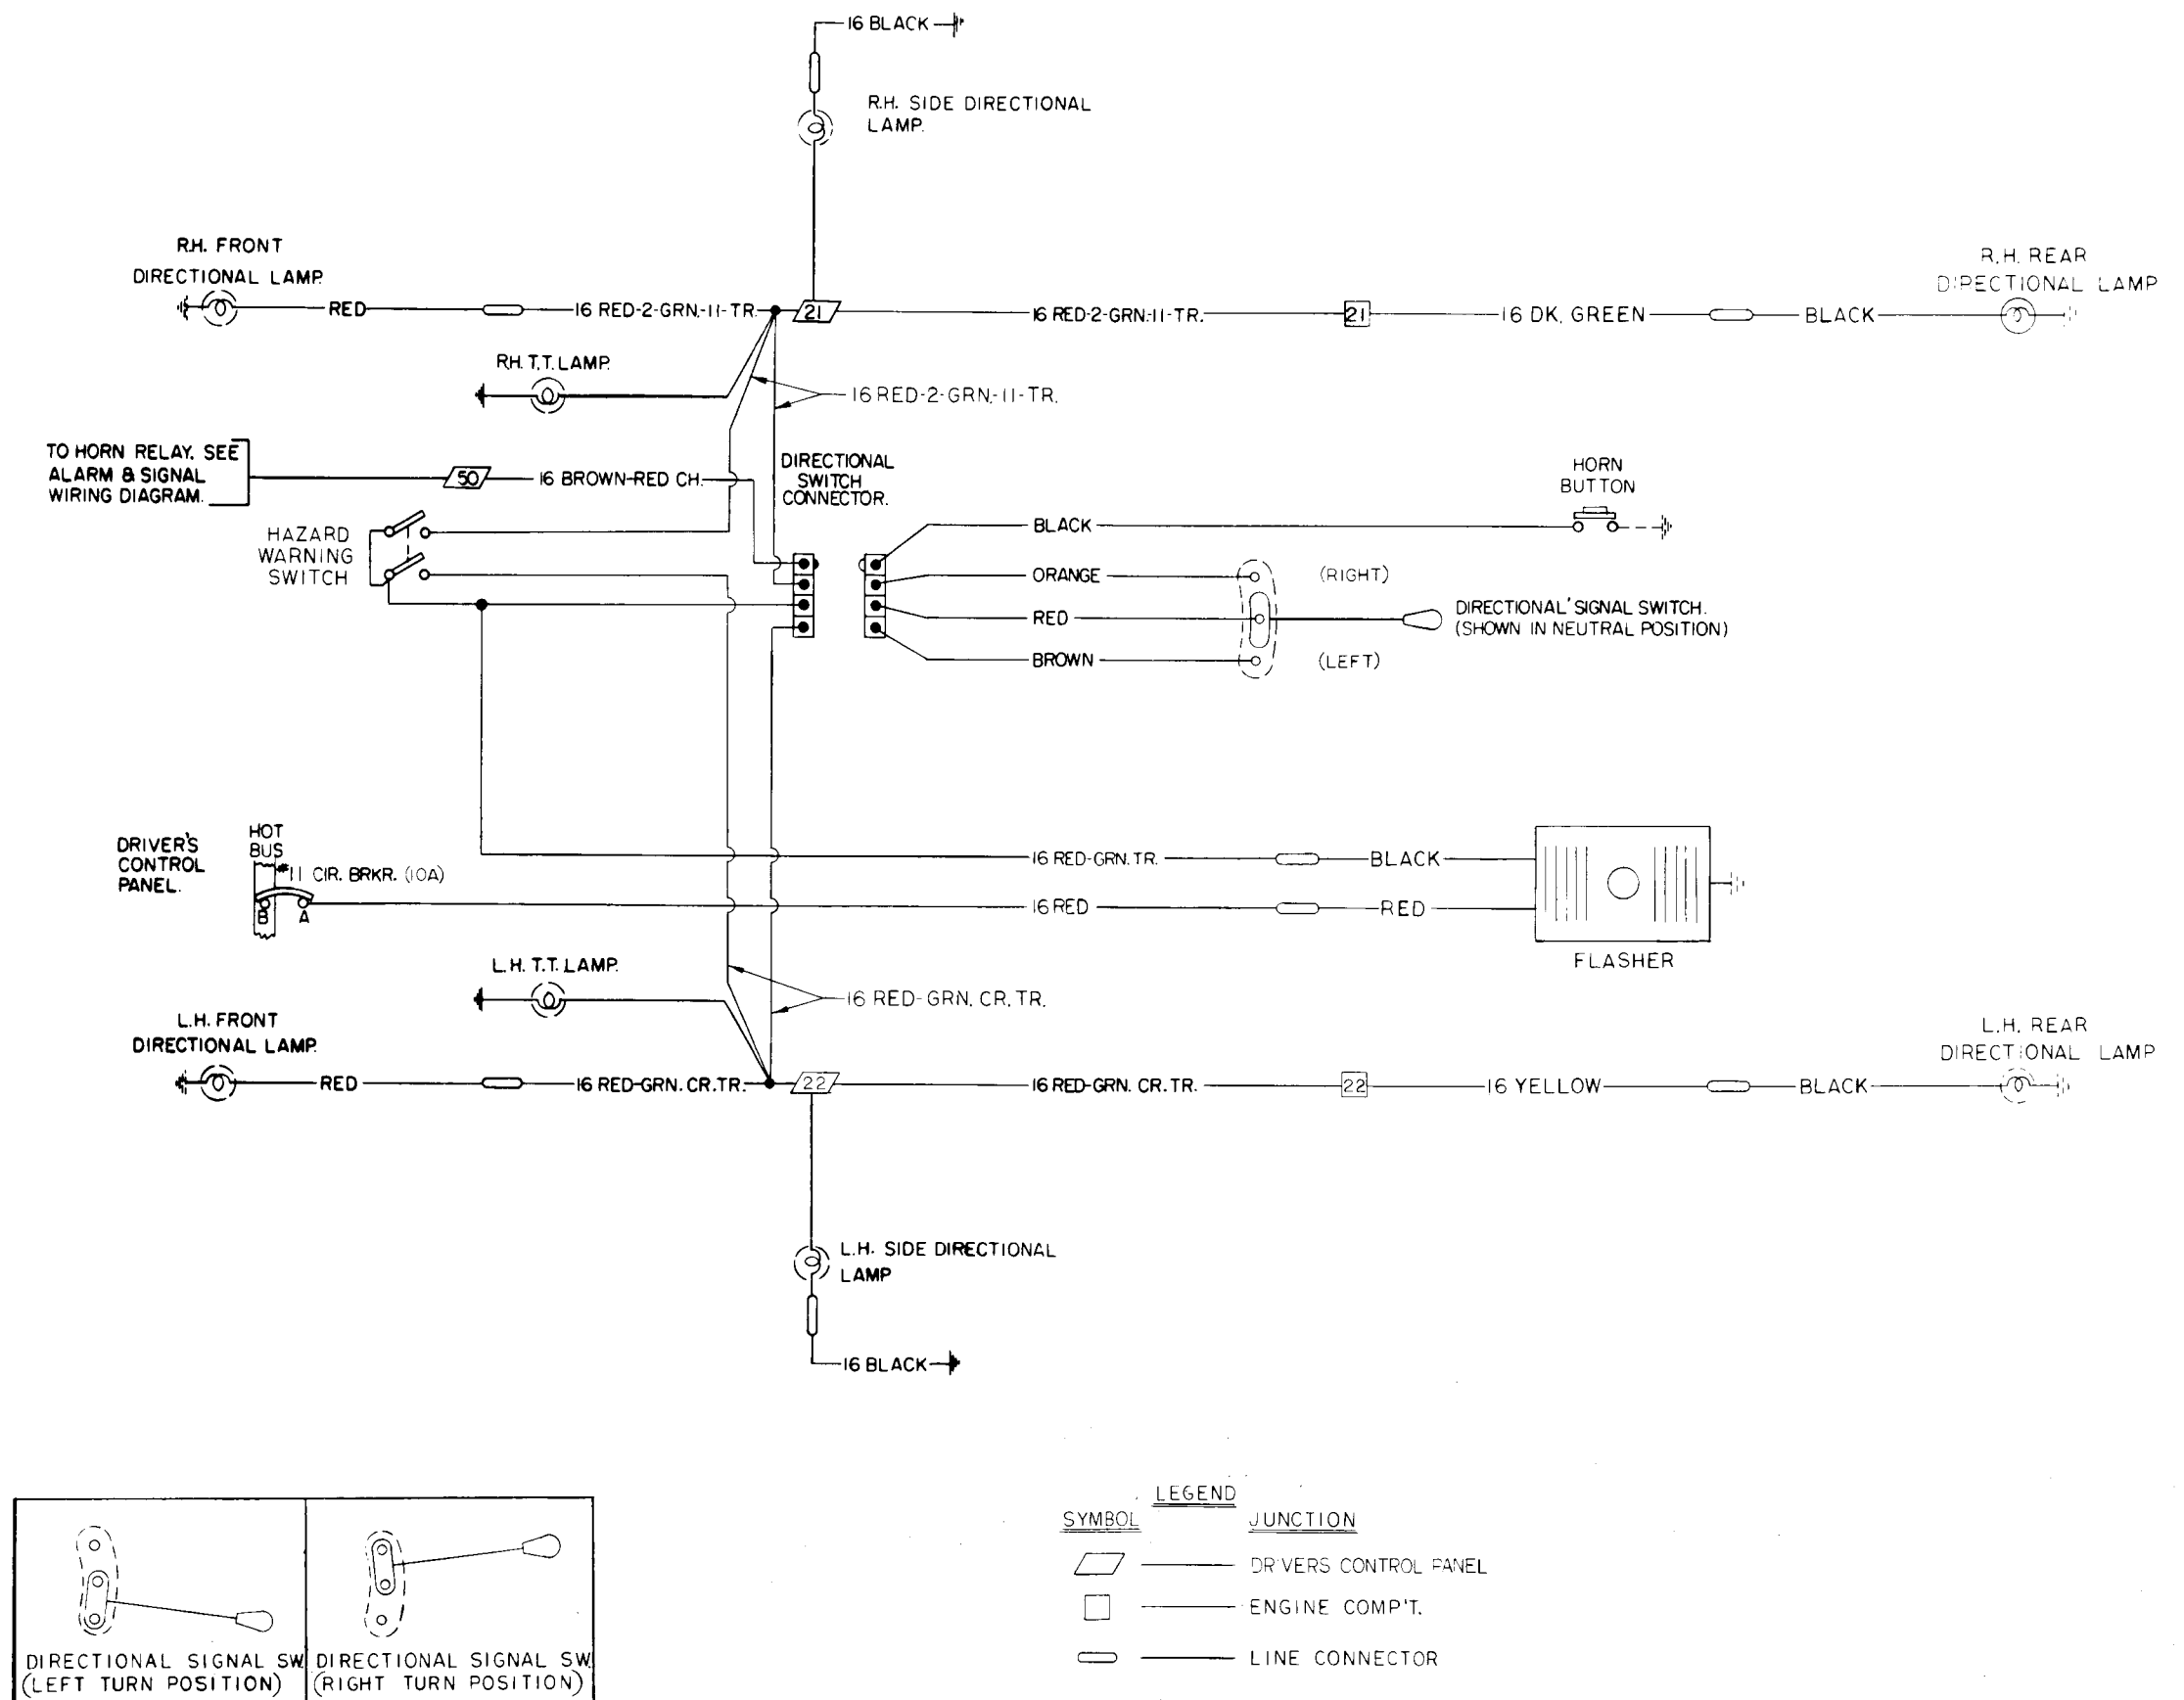 16 BLACK
R.H. SIDE DIRECTIONAL
LAMP.
R.H. FRONT
DIRECTIONAL LAMP.
RED
16 RED-2-GRN.-11-TR.
21
16 RED-2-GRN.-11-TR.
21
16 DK. GREEN
BLACK
R.H. REAR
DIRECTIONAL LAMP
RH. T.T. LAMP.
16 RED-2-GRN.-11-TR.
TO HORN RELAY. SEE
ALARM & SIGNAL
WIRING DIAGRAM.
50
16 BROWN-RED CH.
DIRECTIONAL
SWITCH
CONNECTOR.
HORN
BUTTON
HAZARD
WARNING
SWITCH
BLACK
ORANGE
(RIGHT)
RED
DIRECTIONAL SIGNAL SWITCH.
(SHOWN IN NEUTRAL POSITION)
BROWN
(LEFT)
DRIVER'S
CONTROL
PANEL.
HOT
BUS
#11 CIR. BRKR. (10A)
B
A
16 RED-GRN. TR.
BLACK
16 RED
RED
FLASHER
L.H. T.T. LAMP.
16 RED-GRN. CR. TR.
L.H. FRONT
DIRECTIONAL LAMP.
RED
16 RED-GRN. CR. TR.
22
16 RED-GRN. CR. TR.
22
16 YELLOW
BLACK
L.H. REAR
DIRECTIONAL LAMP
L.H. SIDE DIRECTIONAL
LAMP
16 BLACK
LEGEND
SYMBOL
JUNCTION
DRIVERS CONTROL PANEL
ENGINE COMP'T.
LINE CONNECTOR
DIRECTIONAL SIGNAL SW.
(LEFT TURN POSITION)
DIRECTIONAL SIGNAL SW.
(RIGHT TURN POSITION)